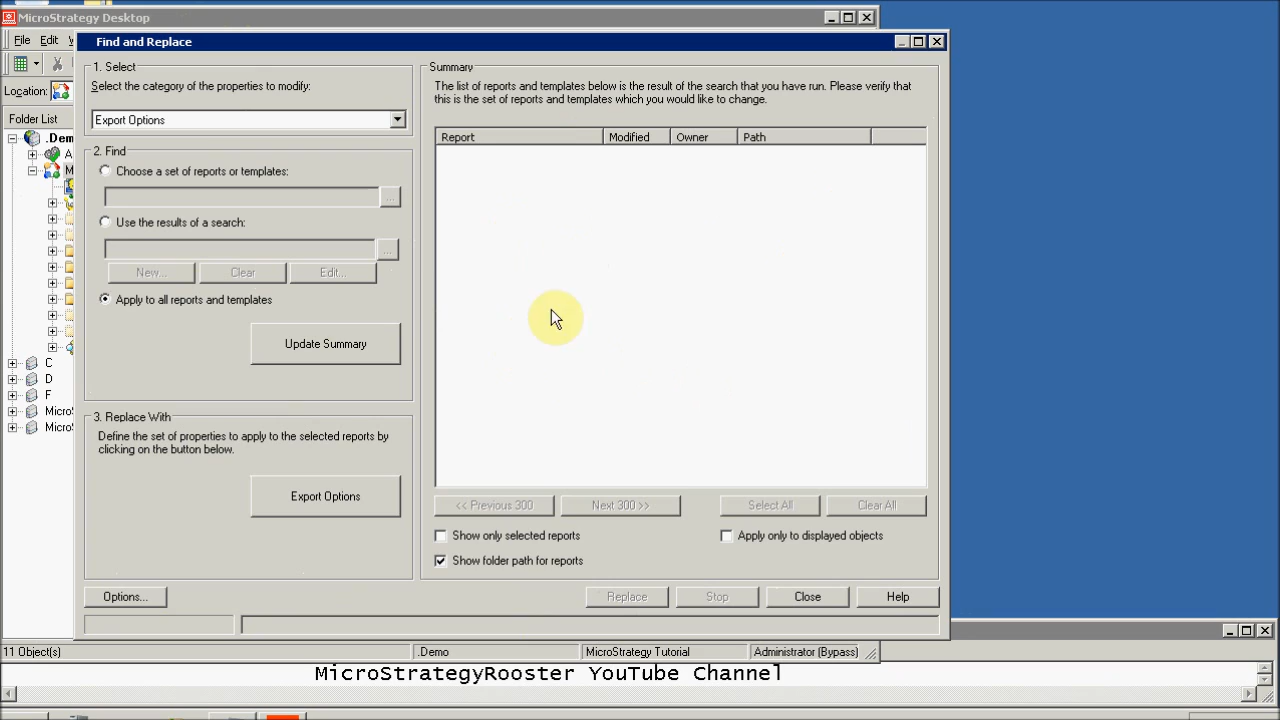 MicroStrategy Desktop
File Edit
Find and Replace
Location:
Folder List
.Dem
A
M
C
D
F
MicroS
MicroS
1. Select
Select the category of the properties to modify:
Export Options
2. Find
Choose a set of reports or templates:
...
Use the results of a search:
...
New... Clear Edit...
Apply to all reports and templates
Update Summary
3. Replace With
Define the set of properties to apply to the selected reports by
clicking on the button below.
Export Options
Summary
The list of reports and templates below is the result of the search that you have run. Please verify that
this is the set of reports and templates which you would like to change.
Report Modified Owner Path
<< Previous 300 Next 300 >> Select All Clear All
Show only selected reports Apply only to displayed objects
Show folder path for reports
Options... Replace Stop Close Help
11 Object(s) .Demo MicroStrategy Tutorial Administrator (Bypass)
MicroStrategyRooster YouTube Channel